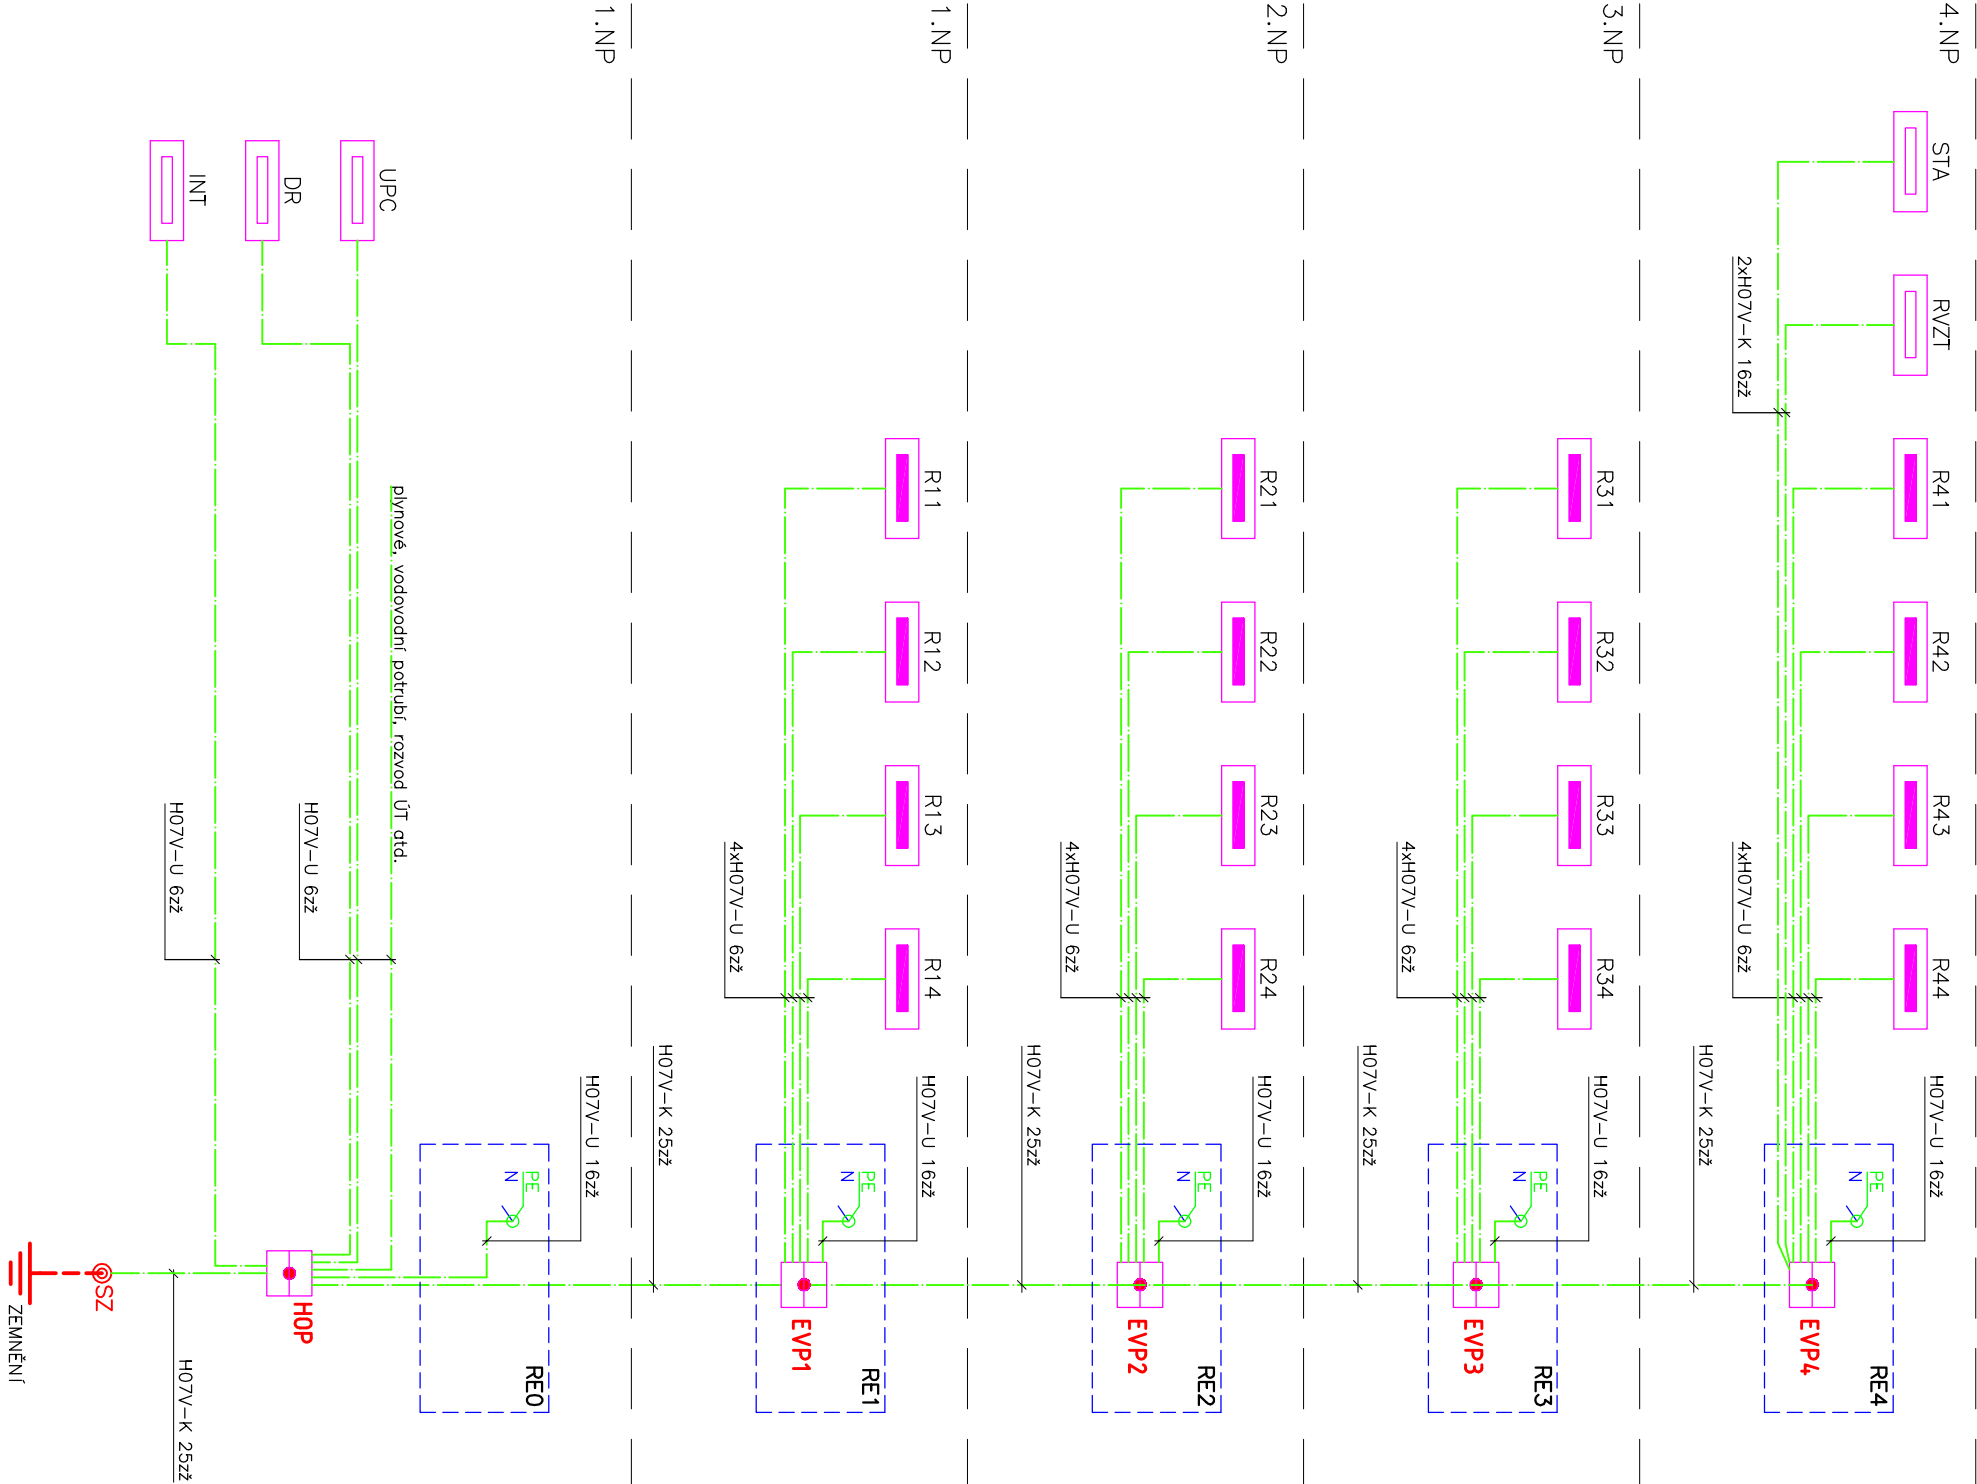 4.NP
STA
RVZT
R41
R42
R43
R44
H07V-U 16zž
RE4
PE
N
EVP4
2xH07V-K 16zž
4xH07V-U 6zž
H07V-K 25zž
3.NP
R31
R32
R33
R34
H07V-U 16zž
RE3
PE
N
EVP3
4xH07V-U 6zž
H07V-K 25zž
2.NP
R21
R22
R23
R24
H07V-U 16zž
RE2
PE
N
EVP2
4xH07V-U 6zž
H07V-K 25zž
1.NP
R11
R12
R13
R14
H07V-U 16zž
RE1
PE
N
EVP1
4xH07V-U 6zž
H07V-K 25zž
1.NP
H07V-U 16zž
RE0
PE
N
plynové, vodovodní potrubí, rozvod ÚT atd.
UPC
DR
INT
H07V-U 6zž
HOP
H07V-U 6zž
H07V-K 25zž
SZ
ZEMNĚNÍ